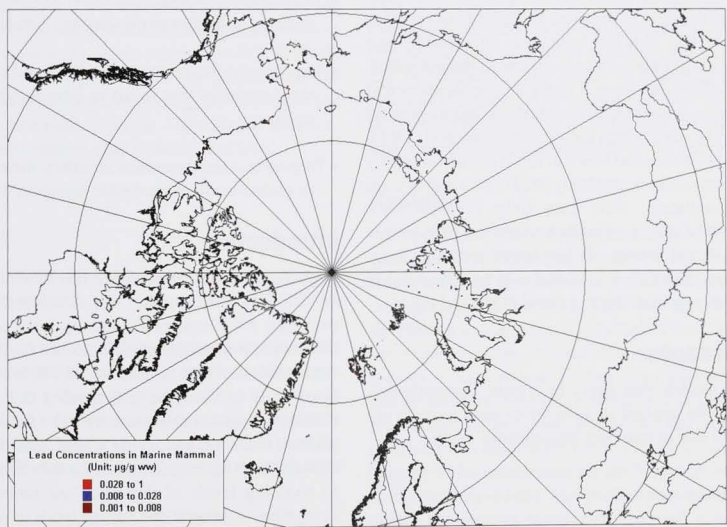 Lead Concentrations in Marine Mammal
(Unit: µg/g ww)
0.028 to 1
0.008 to 0.028
0.001 to 0.008